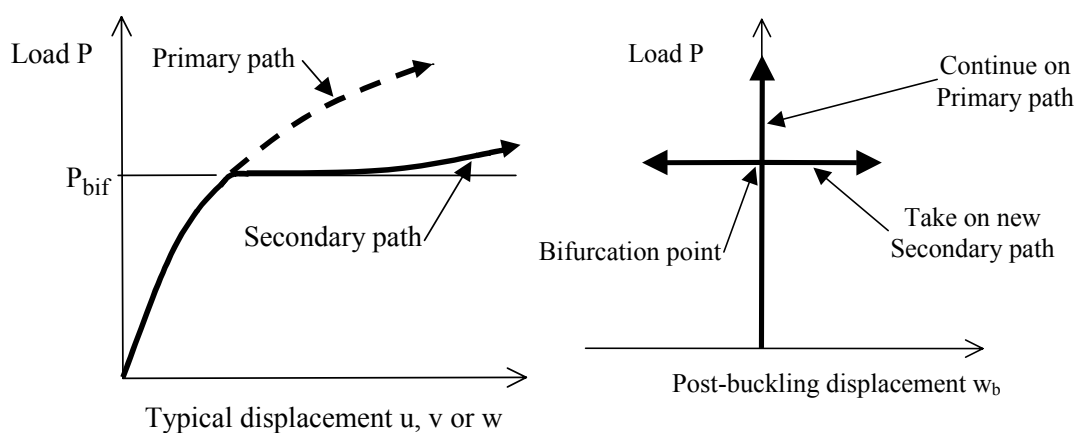 Load P
Primary path
P_bif
Secondary path
Typical displacement u, v or w
Load P
Continue on
Primary path
Bifurcation point
Take on new
Secondary path
Post-buckling displacement w_b